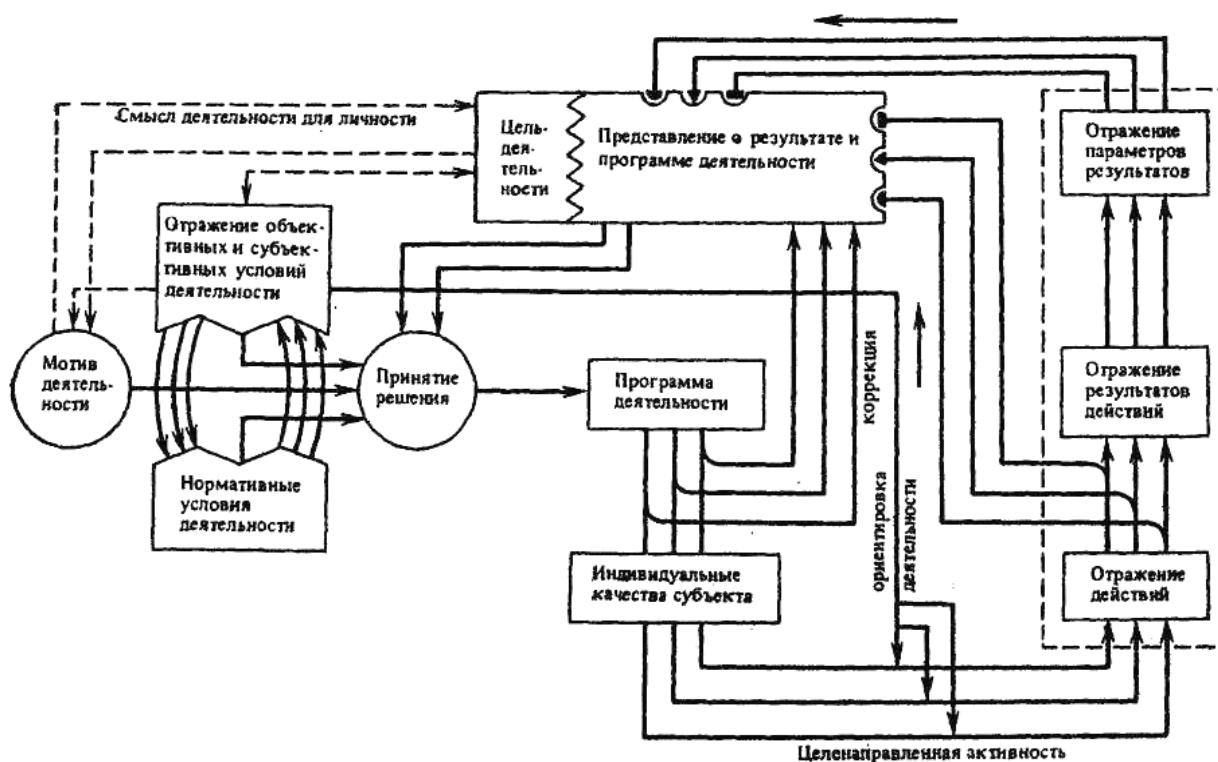 Смысл деятельности для личности
Цель
дея-
тель-
ности
Представление о результате и
программе деятельности
Отражение
параметров
результатов
Отражение объек-
тивных и субъек-
тивных условий
деятельности
Мотив
деятель-
ности
Принятие
решения
Программа
деятельности
коррекция
Отражение
результатов
действий
Нормативные
условия
деятельности
ориентировка
деятельности
Индивидуальные
качества субъекта
Отражение
действий
Целенаправленная активность